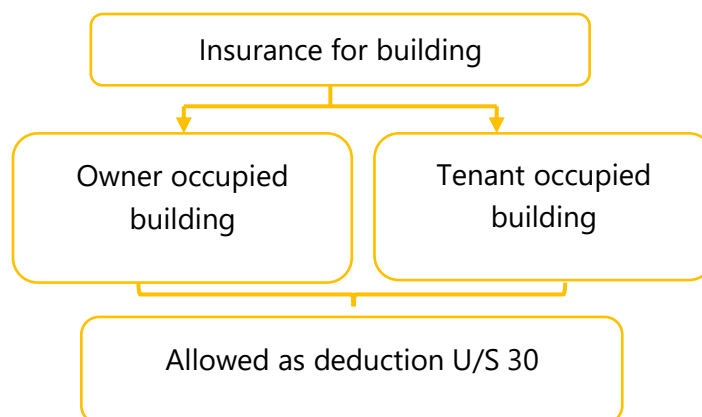 Insurance for building
Owner occupied
building
Tenant occupied
building
Allowed as deduction U/S 30